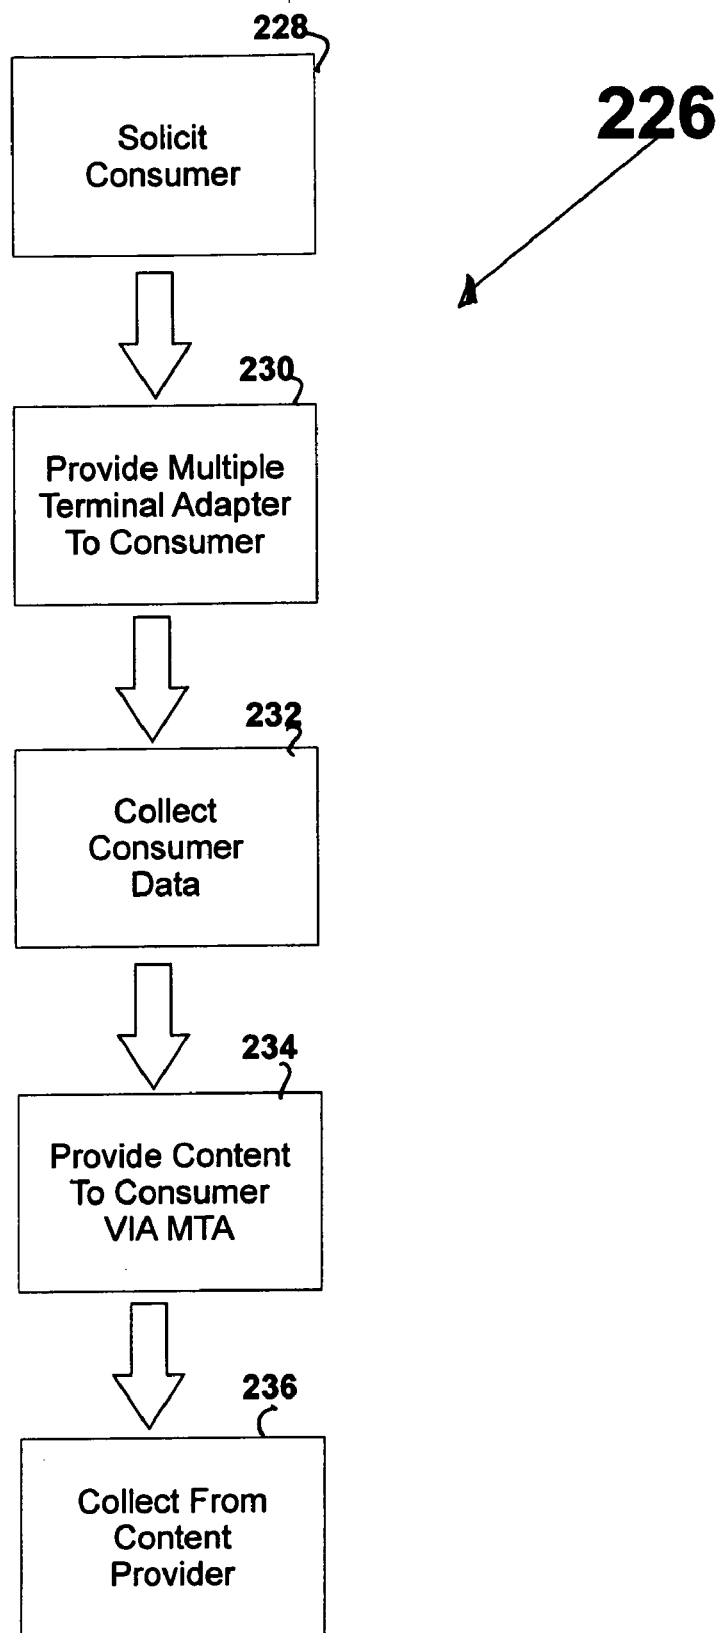 228
Solicit
Consumer
226
230
Provide Multiple
Terminal Adapter
To Consumer
232
Collect
Consumer
Data
234
Provide Content
To Consumer
VIA MTA
236
Collect From
Content
Provider